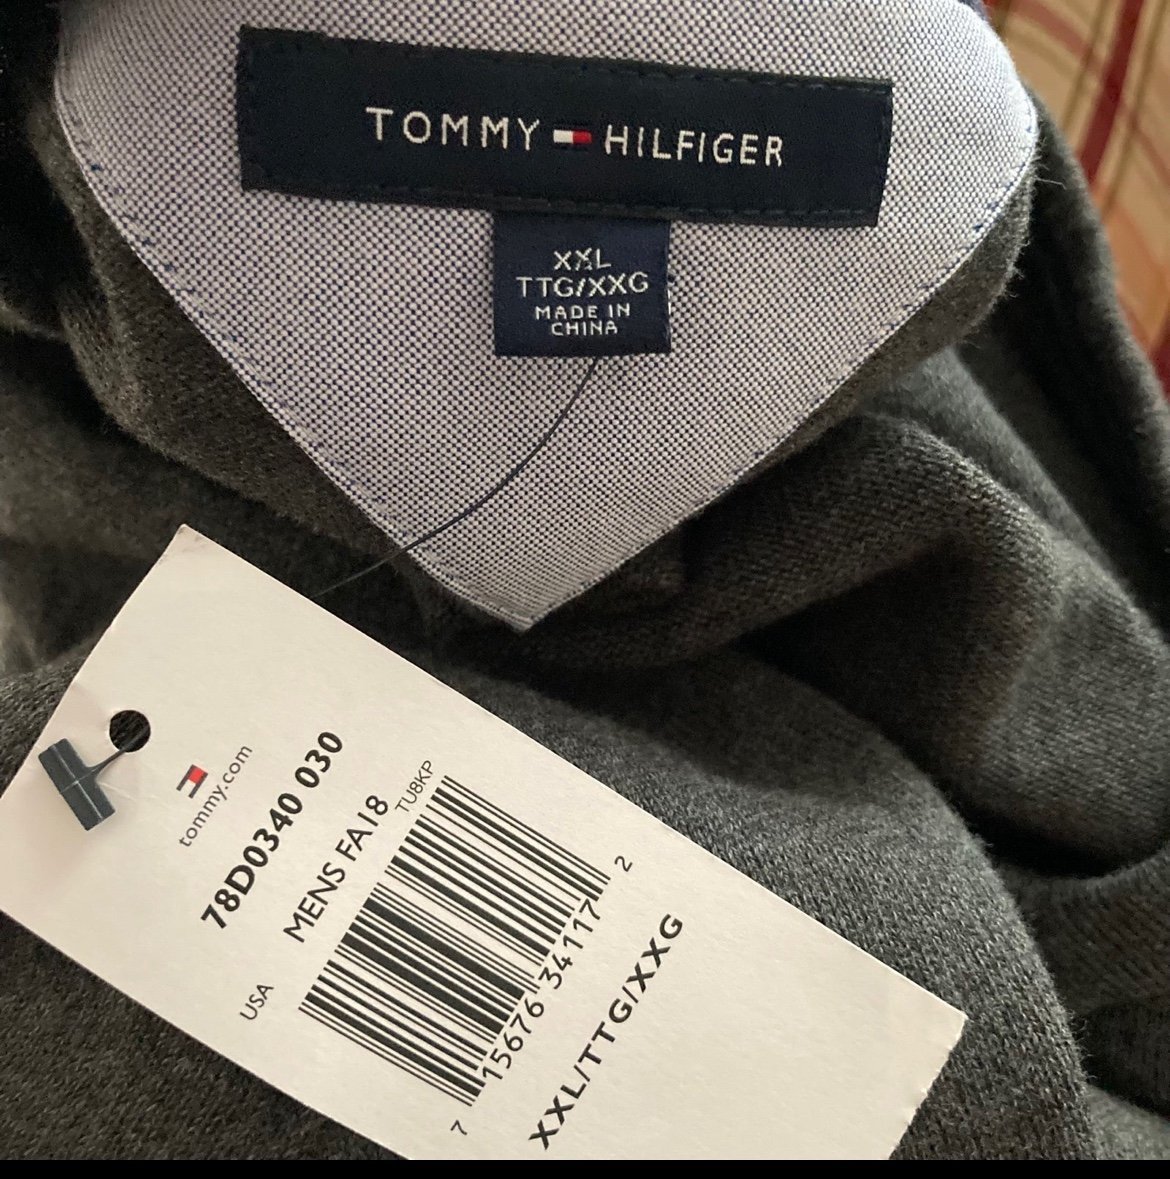 TOMMY HILFIGER
XXL
TTG/XXG
MADE IN
CHINA
tommy.com
78D0340 030
MENS FA18 TU8KP
USA
7 15676 34117 2
XXL/TTG/XXG